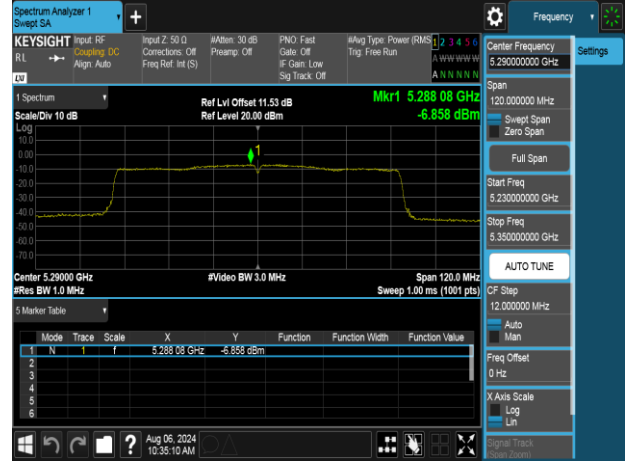 Spectrum Analyzer 1
Swept SA
+
Frequency
KEYSIGHT
RL
LXI
Input: RF
Coupling: DC
Align: Auto
Input Z: 50 Ω
Corrections: Off
Freq Ref: Int (S)
#Atten: 30 dB
Preamp: Off
PNO: Fast
Gate: Off
IF Gain: Low
Sig Track: Off
#Avg Type: Power (RMS
Trig: Free Run
1 2 3 4 5 6
A W W W W W
A N N N N N
1 Spectrum
Scale/Div 10 dB
Ref Lvl Offset 11.53 dB
Ref Level 20.00 dBm
Mkr1 5.288 08 GHz
-6.858 dBm
Log
10.0
0.00
-10.0
-20.0
-30.0
-40.0
-50.0
-60.0
-70.0
1
Center 5.29000 GHz
#Res BW 1.0 MHz
#Video BW 3.0 MHz
Span 120.0 MHz
Sweep 1.00 ms (1001 pts)
5 Marker Table
Mode Trace Scale X Y Function Function Width Function Value
1 N 1 f 5.288 08 GHz -6.858 dBm
2
3
4
5
6
Aug 06, 2024
10:35:10 AM
Center Frequency
5.290000000 GHz
Settings
Span
120.000000 MHz
Swept Span
Zero Span
Full Span
Start Freq
5.230000000 GHz
Stop Freq
5.350000000 GHz
AUTO TUNE
CF Step
12.000000 MHz
Auto
Man
Freq Offset
0 Hz
X Axis Scale
Log
Lin
Signal Track
(Span Zoom)